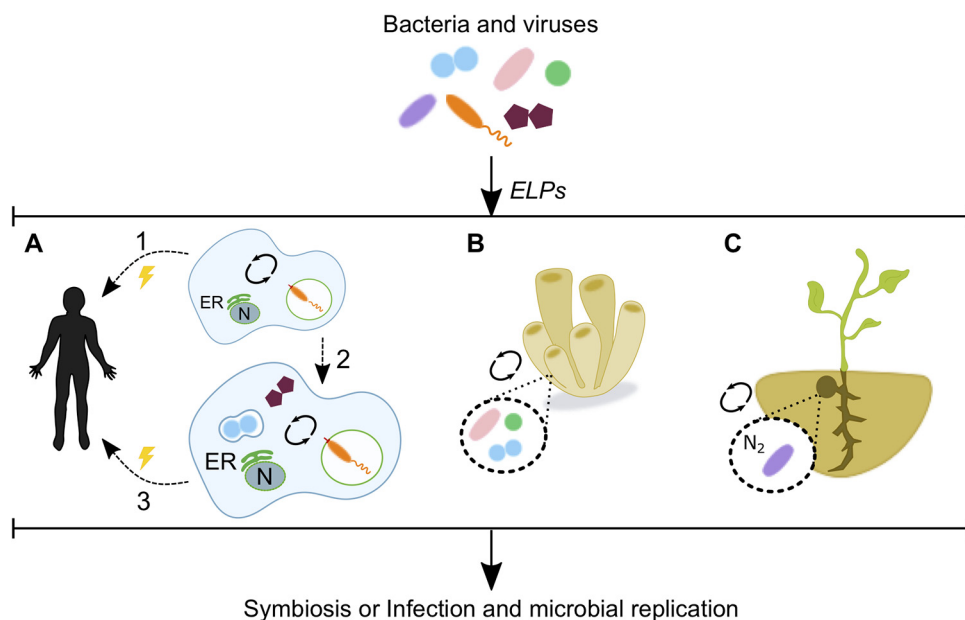 Bacteria and viruses
ELPs
A
1
ER
N
2
ER
N
3
B
C
N₂
Symbiosis or Infection and microbial replication